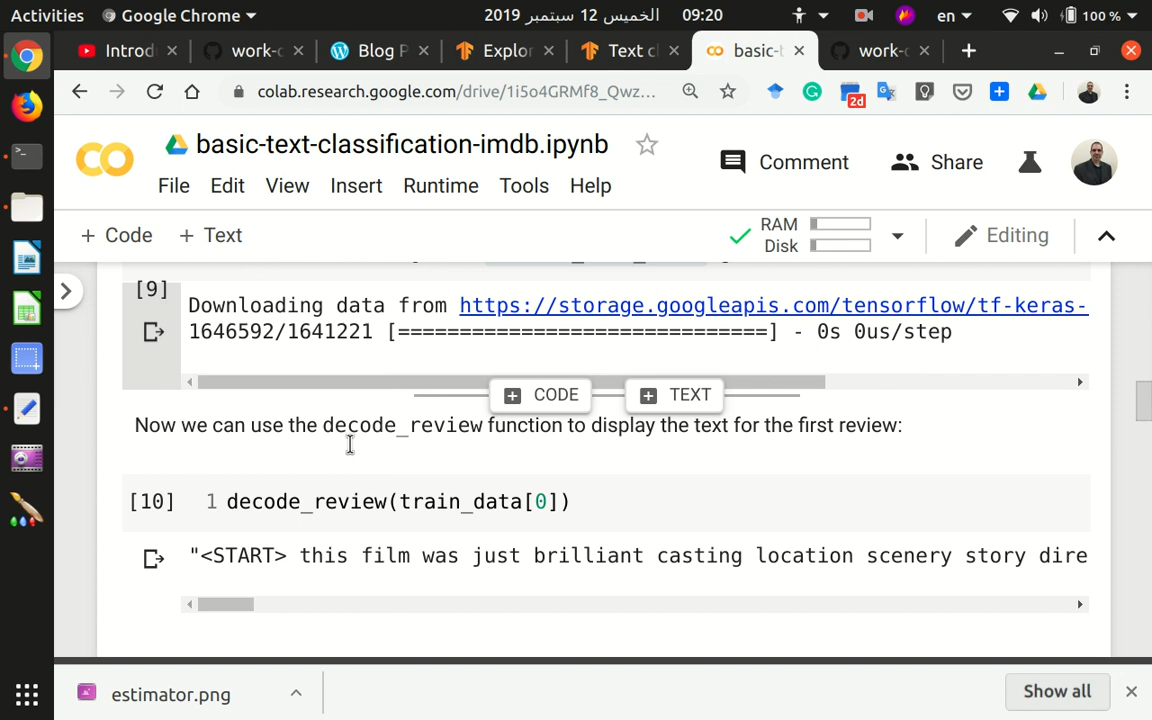 Activities Google Chrome الخميس 12 سبتمبر 2019 09:20 en 100 %
Introd work-c Blog P Explor Text cl basic-t work-c
colab.research.google.com/drive/1i5o4GRMf8_Qwz... 2d
basic-text-classification-imdb.ipynb
Comment Share
File Edit View Insert Runtime Tools Help
+ Code + Text RAM Disk Editing
[9]
Downloading data from https://storage.googleapis.com/tensorflow/tf-keras-
1646592/1641221 [==============================] - 0s 0us/step
CODE TEXT
Now we can use the decode_review function to display the text for the first review:
[10] 1 decode_review(train_data[0])
"<START> this film was just brilliant casting location scenery story dire
estimator.png Show all